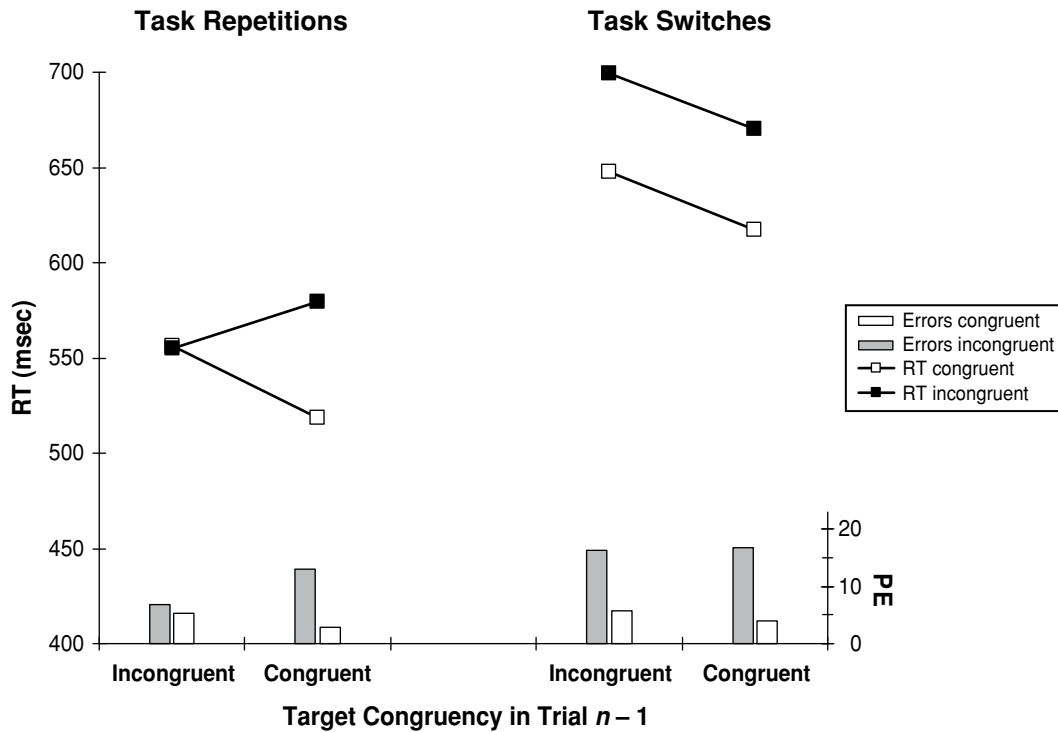 Task Repetitions
Task Switches
700
650
600
550
500
450
400
RT (msec)
20
10
0
PE
Errors congruent
Errors incongruent
RT congruent
RT incongruent
Incongruent
Congruent
Incongruent
Congruent
Target Congruency in Trial n – 1